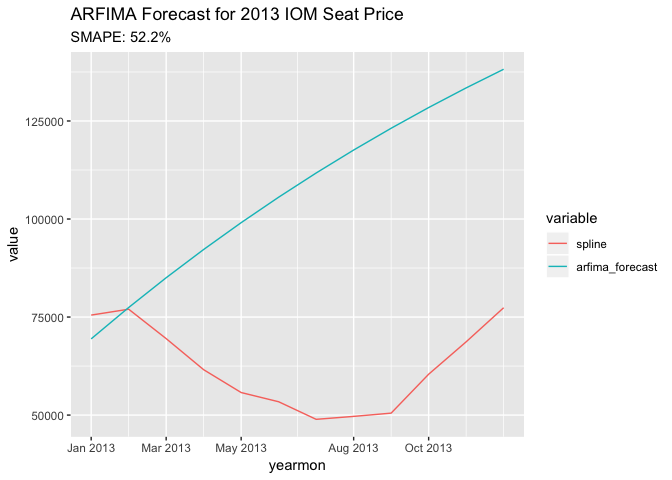 ARFIMA Forecast for 2013 IOM Seat Price
SMAPE: 52.2%
value
125000
100000
75000
50000
Jan 2013 Mar 2013 May 2013 Aug 2013 Oct 2013
yearmon
variable
spline
arfima_forecast